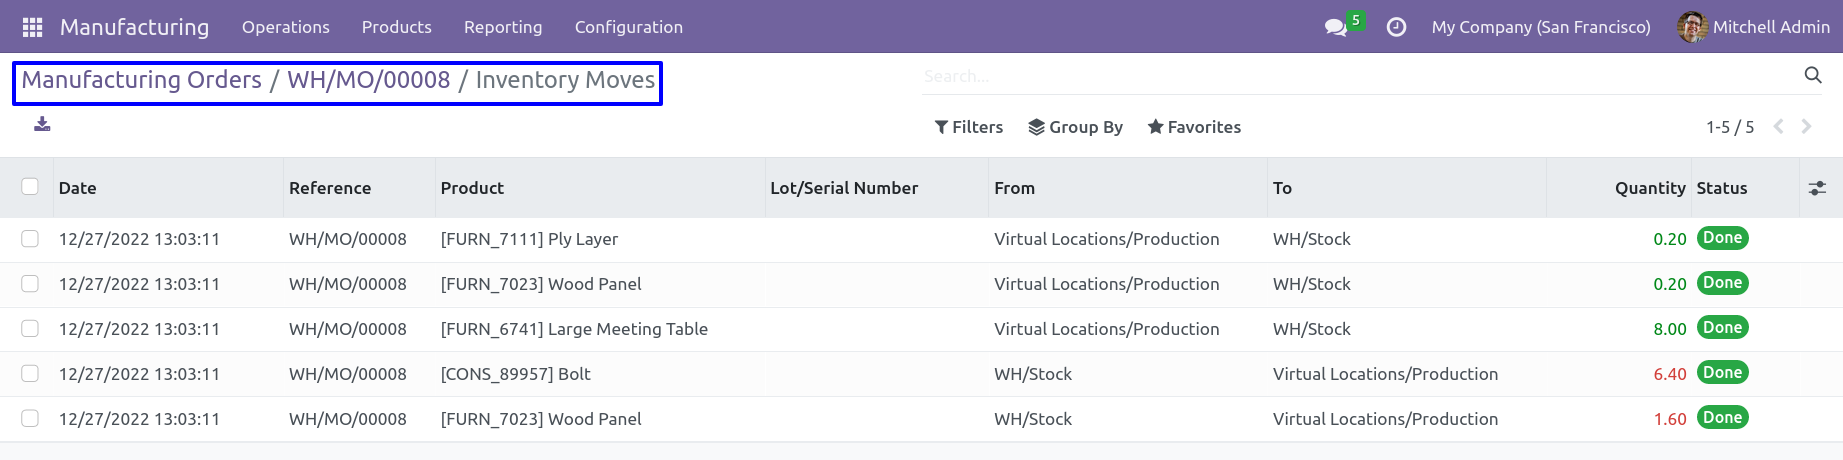 Manufacturing Operations Products Reporting Configuration 5 My Company (San Francisco) Mitchell Admin
Manufacturing Orders / WH/MO/00008 / Inventory Moves Search...
Filters Group By Favorites 1-5 / 5
Date Reference Product Lot/Serial Number From To Quantity Status
12/27/2022 13:03:11 WH/MO/00008 [FURN_7111] Ply Layer Virtual Locations/Production WH/Stock 0.20 Done
12/27/2022 13:03:11 WH/MO/00008 [FURN_7023] Wood Panel Virtual Locations/Production WH/Stock 0.20 Done
12/27/2022 13:03:11 WH/MO/00008 [FURN_6741] Large Meeting Table Virtual Locations/Production WH/Stock 8.00 Done
12/27/2022 13:03:11 WH/MO/00008 [CONS_89957] Bolt WH/Stock Virtual Locations/Production 6.40 Done
12/27/2022 13:03:11 WH/MO/00008 [FURN_7023] Wood Panel WH/Stock Virtual Locations/Production 1.60 Done